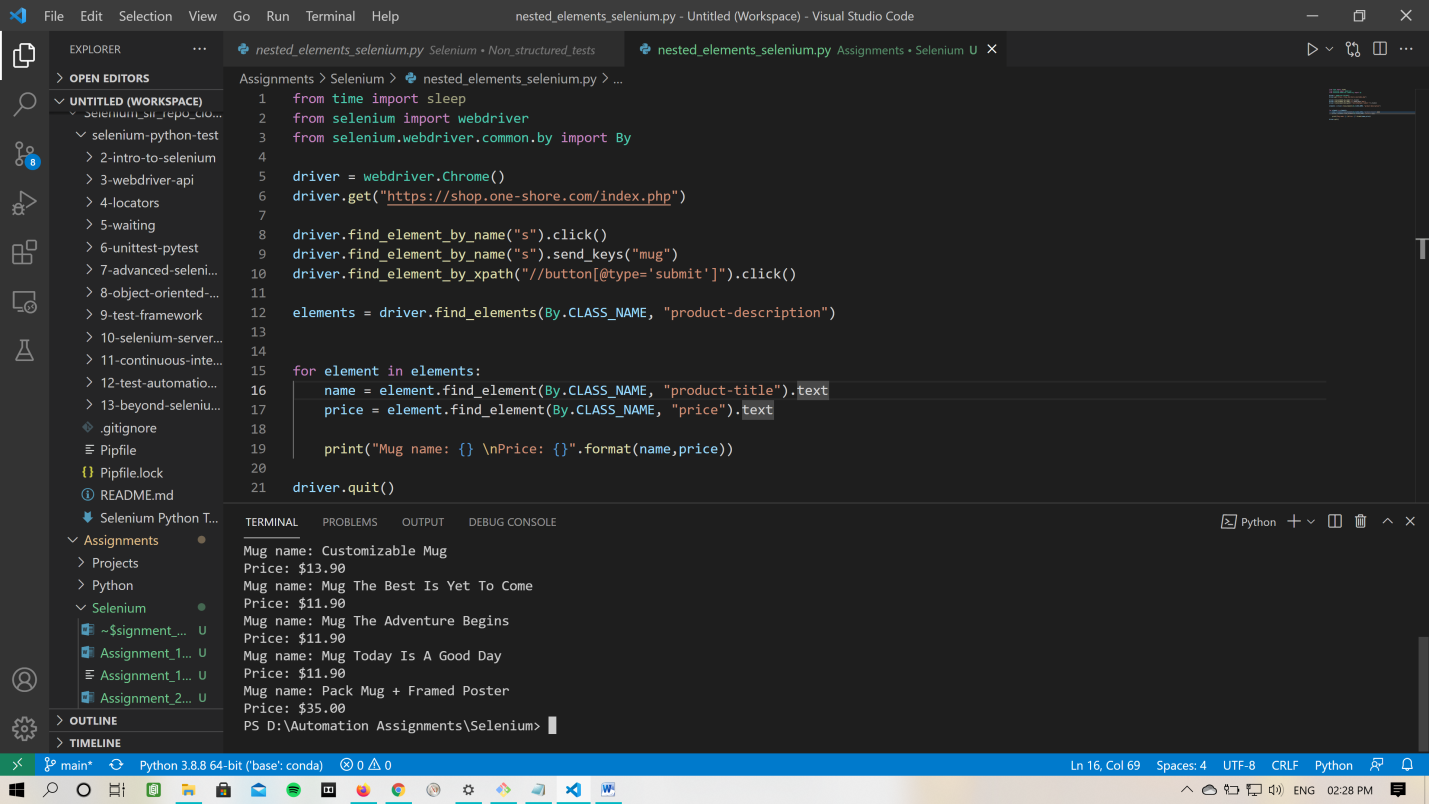 File Edit Selection View Go Run Terminal Help
nested_elements_selenium.py - Untitled (Workspace) - Visual Studio Code
EXPLORER
OPEN EDITORS
UNTITLED (WORKSPACE)
selenium-python-test
2-intro-to-selenium
3-webdriver-api
4-locators
5-waiting
6-unittest-pytest
7-advanced-seleni...
8-object-oriented-...
9-test-framework
10-selenium-server...
11-continuous-inte...
12-test-automatio...
13-beyond-seleniu...
.gitignore
Pipfile
Pipfile.lock
README.md
Selenium Python T...
Assignments
Projects
Python
Selenium
~$signment_... U
Assignment_1... U
Assignment_1... U
Assignment_2... U
OUTLINE
TIMELINE
nested_elements_selenium.py Selenium • Non_structured_tests
nested_elements_selenium.py Assignments • Selenium U
Assignments > Selenium > nested_elements_selenium.py > ...
1 from time import sleep
2 from selenium import webdriver
3 from selenium.webdriver.common.by import By
4
5 driver = webdriver.Chrome()
6 driver.get("https://shop.one-shore.com/index.php")
7
8 driver.find_element_by_name("s").click()
9 driver.find_element_by_name("s").send_keys("mug")
10 driver.find_element_by_xpath("//button[@type='submit']").click()
11
12 elements = driver.find_elements(By.CLASS_NAME, "product-description")
13
14
15 for element in elements:
16     name = element.find_element(By.CLASS_NAME, "product-title").text
17     price = element.find_element(By.CLASS_NAME, "price").text
18
19     print("Mug name: {} \nPrice: {}".format(name,price))
20
21 driver.quit()
TERMINAL PROBLEMS OUTPUT DEBUG CONSOLE
Python
Mug name: Customizable Mug
Price: $13.90
Mug name: Mug The Best Is Yet To Come
Price: $11.90
Mug name: Mug The Adventure Begins
Price: $11.90
Mug name: Mug Today Is A Good Day
Price: $11.90
Mug name: Pack Mug + Framed Poster
Price: $35.00
PS D:\Automation Assignments\Selenium>
8
main* Python 3.8.8 64-bit ('base': conda) 0 0
Ln 16, Col 69 Spaces: 4 UTF-8 CRLF Python
ENG 02:28 PM